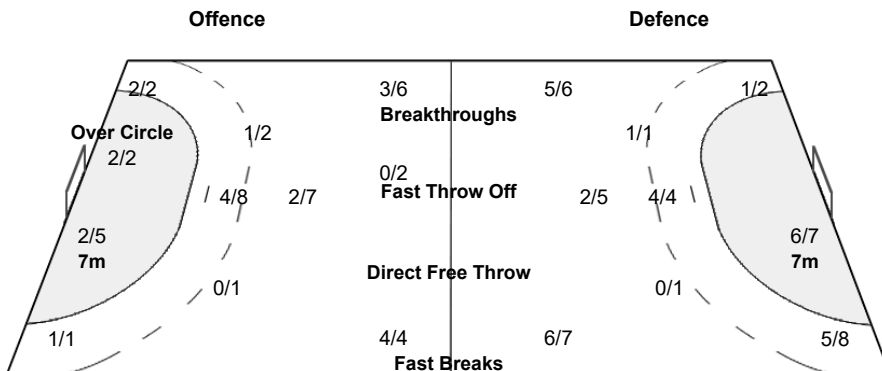 Offence Defence
2/2 3/6 5/6 1/2
Breakthroughs
Over Circle 1/2 1/1
2/2
0/2
Fast Throw Off
4/8 2/7 2/5 4/4
2/5 6/7
7m 7m
Direct Free Throw
0/1 0/1
1/1 4/4 6/7 5/8
Fast Breaks